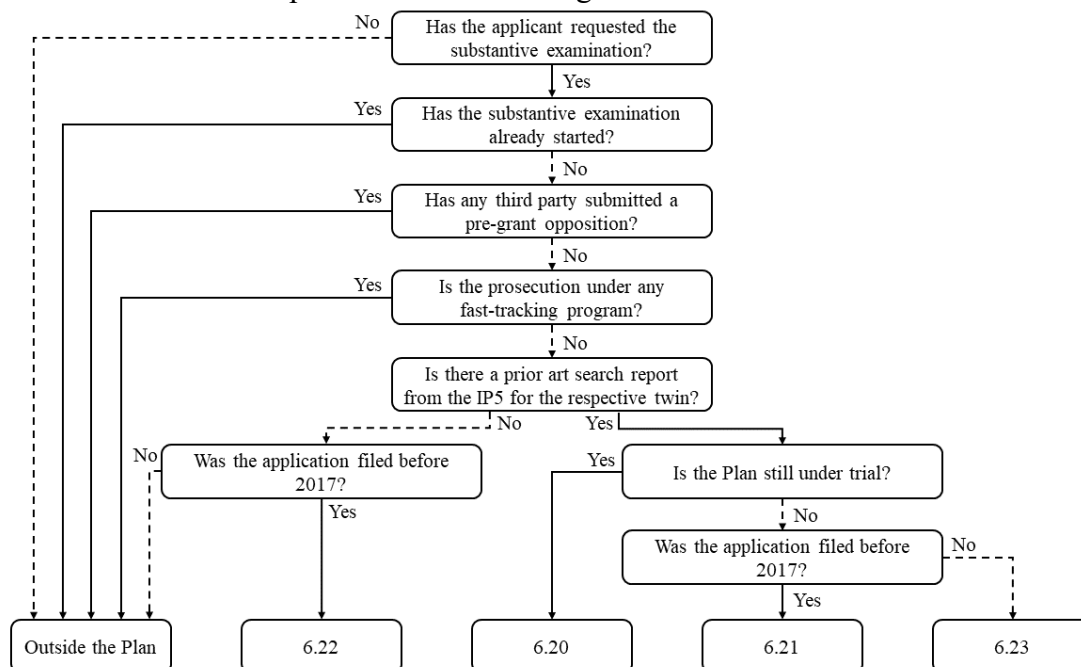 No
Has the applicant requested the
substantive examination?
Yes
Yes
Has the substantive examination
already started?
No
Yes
Has any third party submitted a
pre-grant opposition?
No
Yes
Is the prosecution under any
fast-tracking program?
No
Is there a prior art search report
from the IP5 for the respective twin?
No
Yes
No
Was the application filed before
2017?
Yes
Yes
Is the Plan still under trial?
No
Was the application filed before
2017?
No
Yes
Outside the Plan
6.22
6.20
6.21
6.23